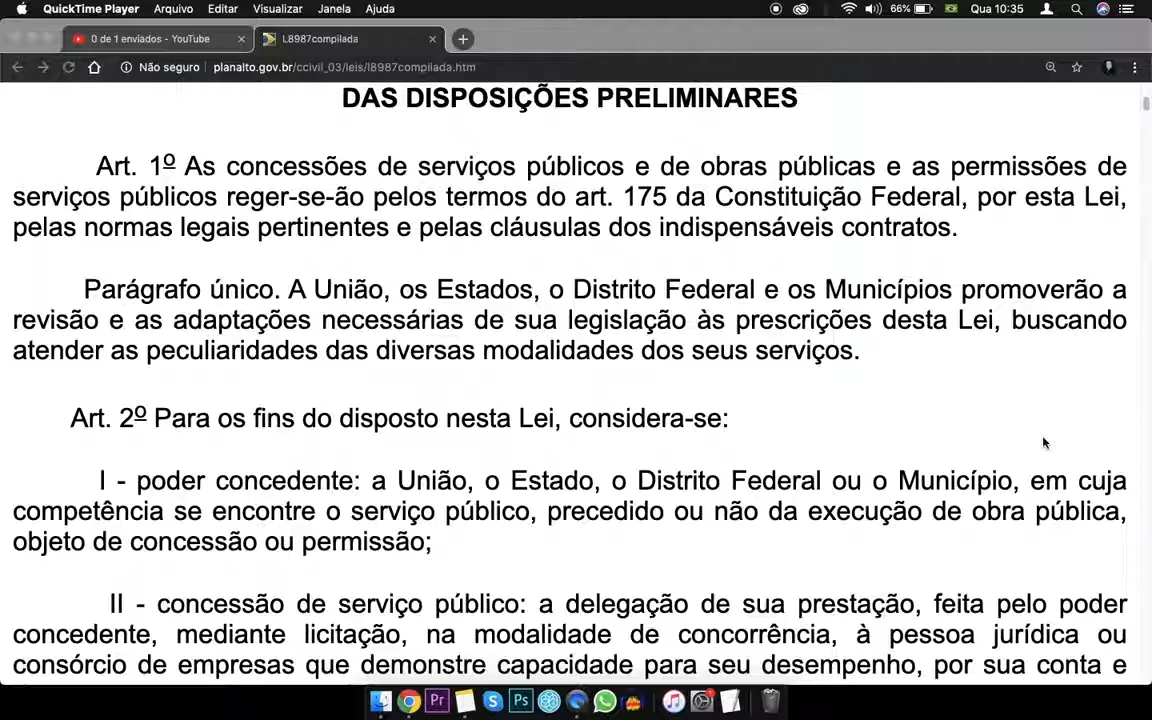 QuickTime Player Arquivo Editar Visualizar Janela Ajuda 66% Qua 10:35
0 de 1 enviados - YouTube × L8987compilada × +
Não seguro | planalto.gov.br/ccivil_03/leis/l8987compilada.htm
DAS DISPOSIÇÕES PRELIMINARES
Art. 1º As concessões de serviços públicos e de obras públicas e as permissões de
serviços públicos reger-se-ão pelos termos do art. 175 da Constituição Federal, por esta Lei,
pelas normas legais pertinentes e pelas cláusulas dos indispensáveis contratos.
Parágrafo único. A União, os Estados, o Distrito Federal e os Municípios promoverão a
revisão e as adaptações necessárias de sua legislação às prescrições desta Lei, buscando
atender as peculiaridades das diversas modalidades dos seus serviços.
Art. 2º Para os fins do disposto nesta Lei, considera-se:
I - poder concedente: a União, o Estado, o Distrito Federal ou o Município, em cuja
competência se encontre o serviço público, precedido ou não da execução de obra pública,
objeto de concessão ou permissão;
II - concessão de serviço público: a delegação de sua prestação, feita pelo poder
concedente, mediante licitação, na modalidade de concorrência, à pessoa jurídica ou
consórcio de empresas que demonstre capacidade para seu desempenho, por sua conta e
Pr S Ps